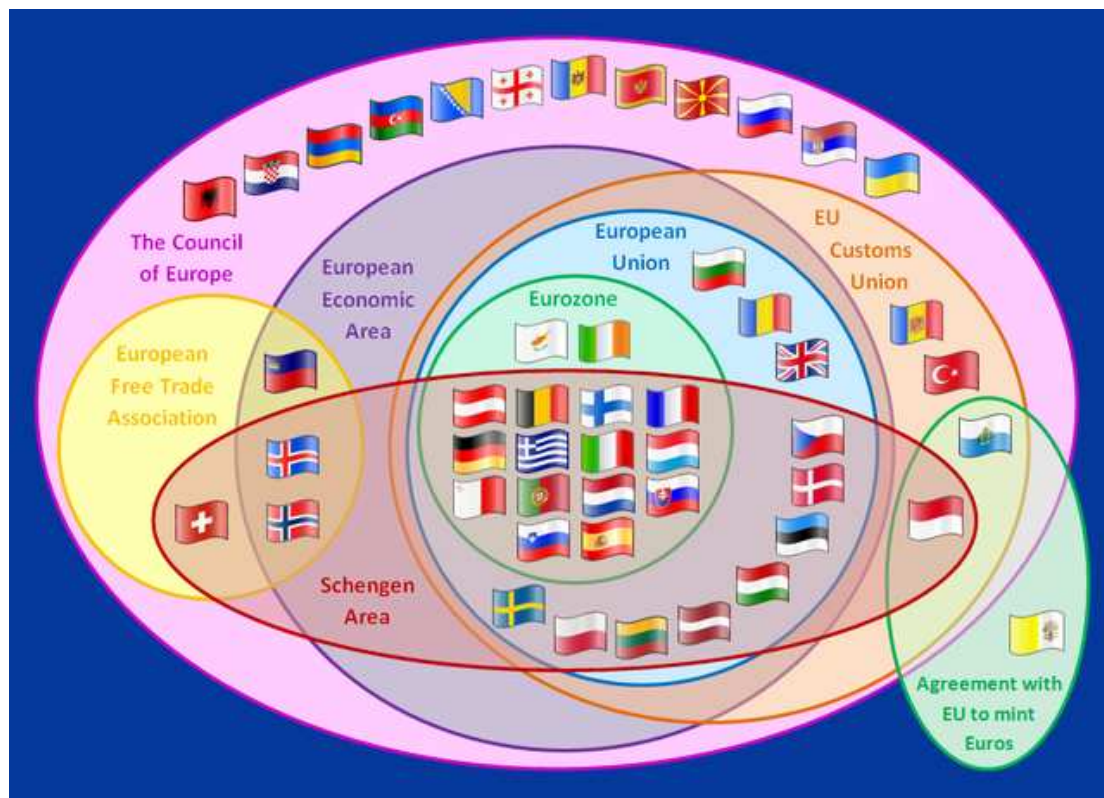 The Council
of Europe
European
Economic
Area
European
Union
EU
Customs
Union
Eurozone
European
Free Trade
Association
Schengen
Area
Agreement with
EU to mint
Euros